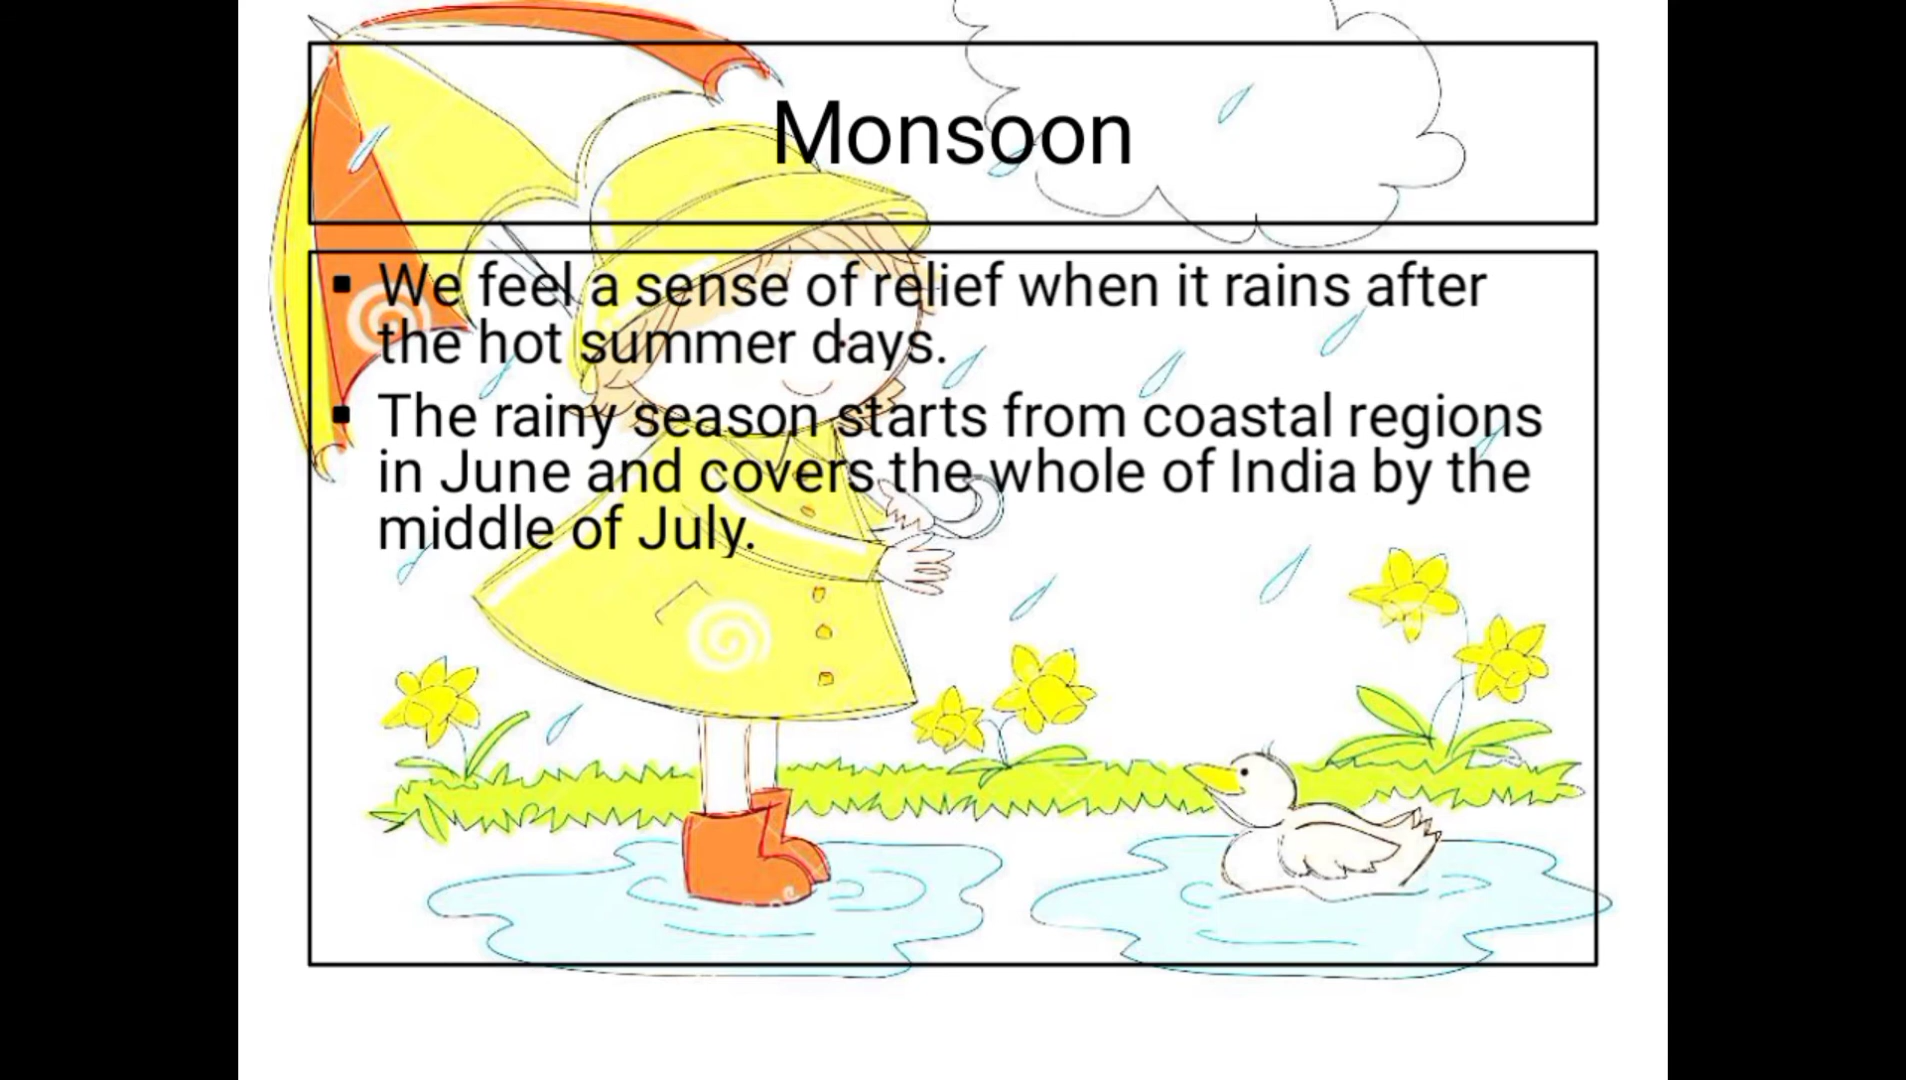 Monsoon
▪ We feel a sense of relief when it rains after
the hot summer days.
▪ The rainy season starts from coastal regions
in June and covers the whole of India by the
middle of July.